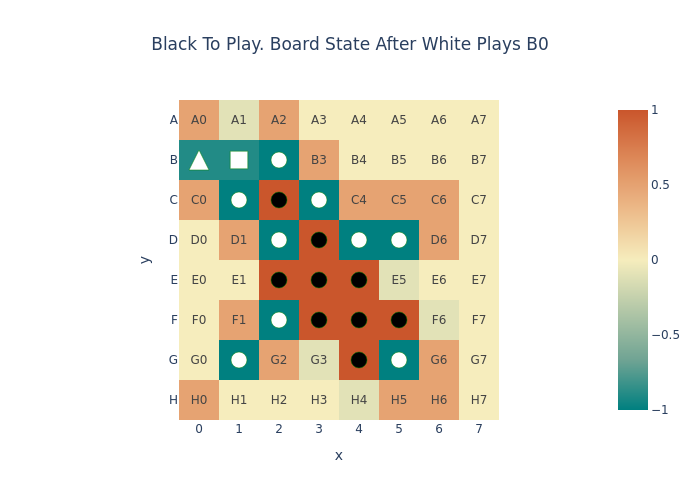 Black To Play. Board State After White Plays B0
A A0 A1 A2 A3 A4 A5 A6 A7
B B3 B4 B5 B6 B7
C C0 C4 C5 C6 C7
D D0 D1 D6 D7
E E0 E1 E5 E6 E7
F F0 F1 F6 F7
G G0 G2 G3 G6 G7
H H0 H1 H2 H3 H4 H5 H6 H7
0 1 2 3 4 5 6 7
x
y
1
0.5
0
−0.5
−1